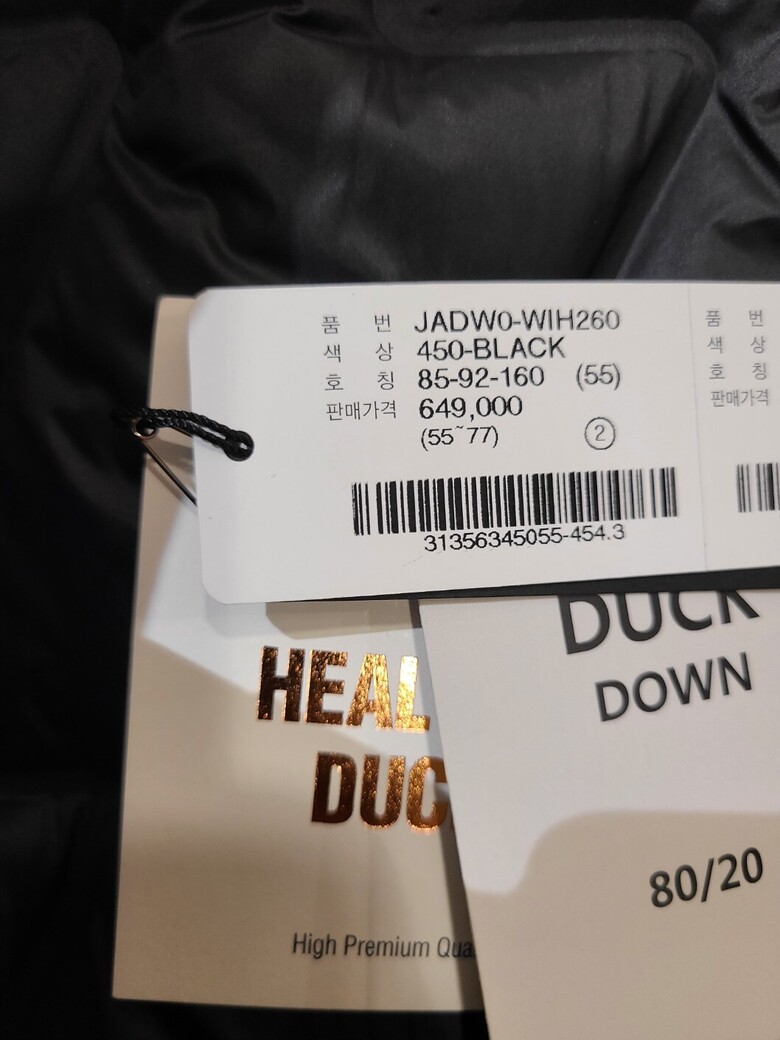 품 번 JADW0-WIH260
색 상 450-BLACK
호 칭 85-92-160 (55)
판매가격 649,000
(55~77) 2
31356345055-454.3
품 번
색 상
호 칭
판매가격
DUCK
DOWN
80/20
HEAL
DUC
High Premium Qua